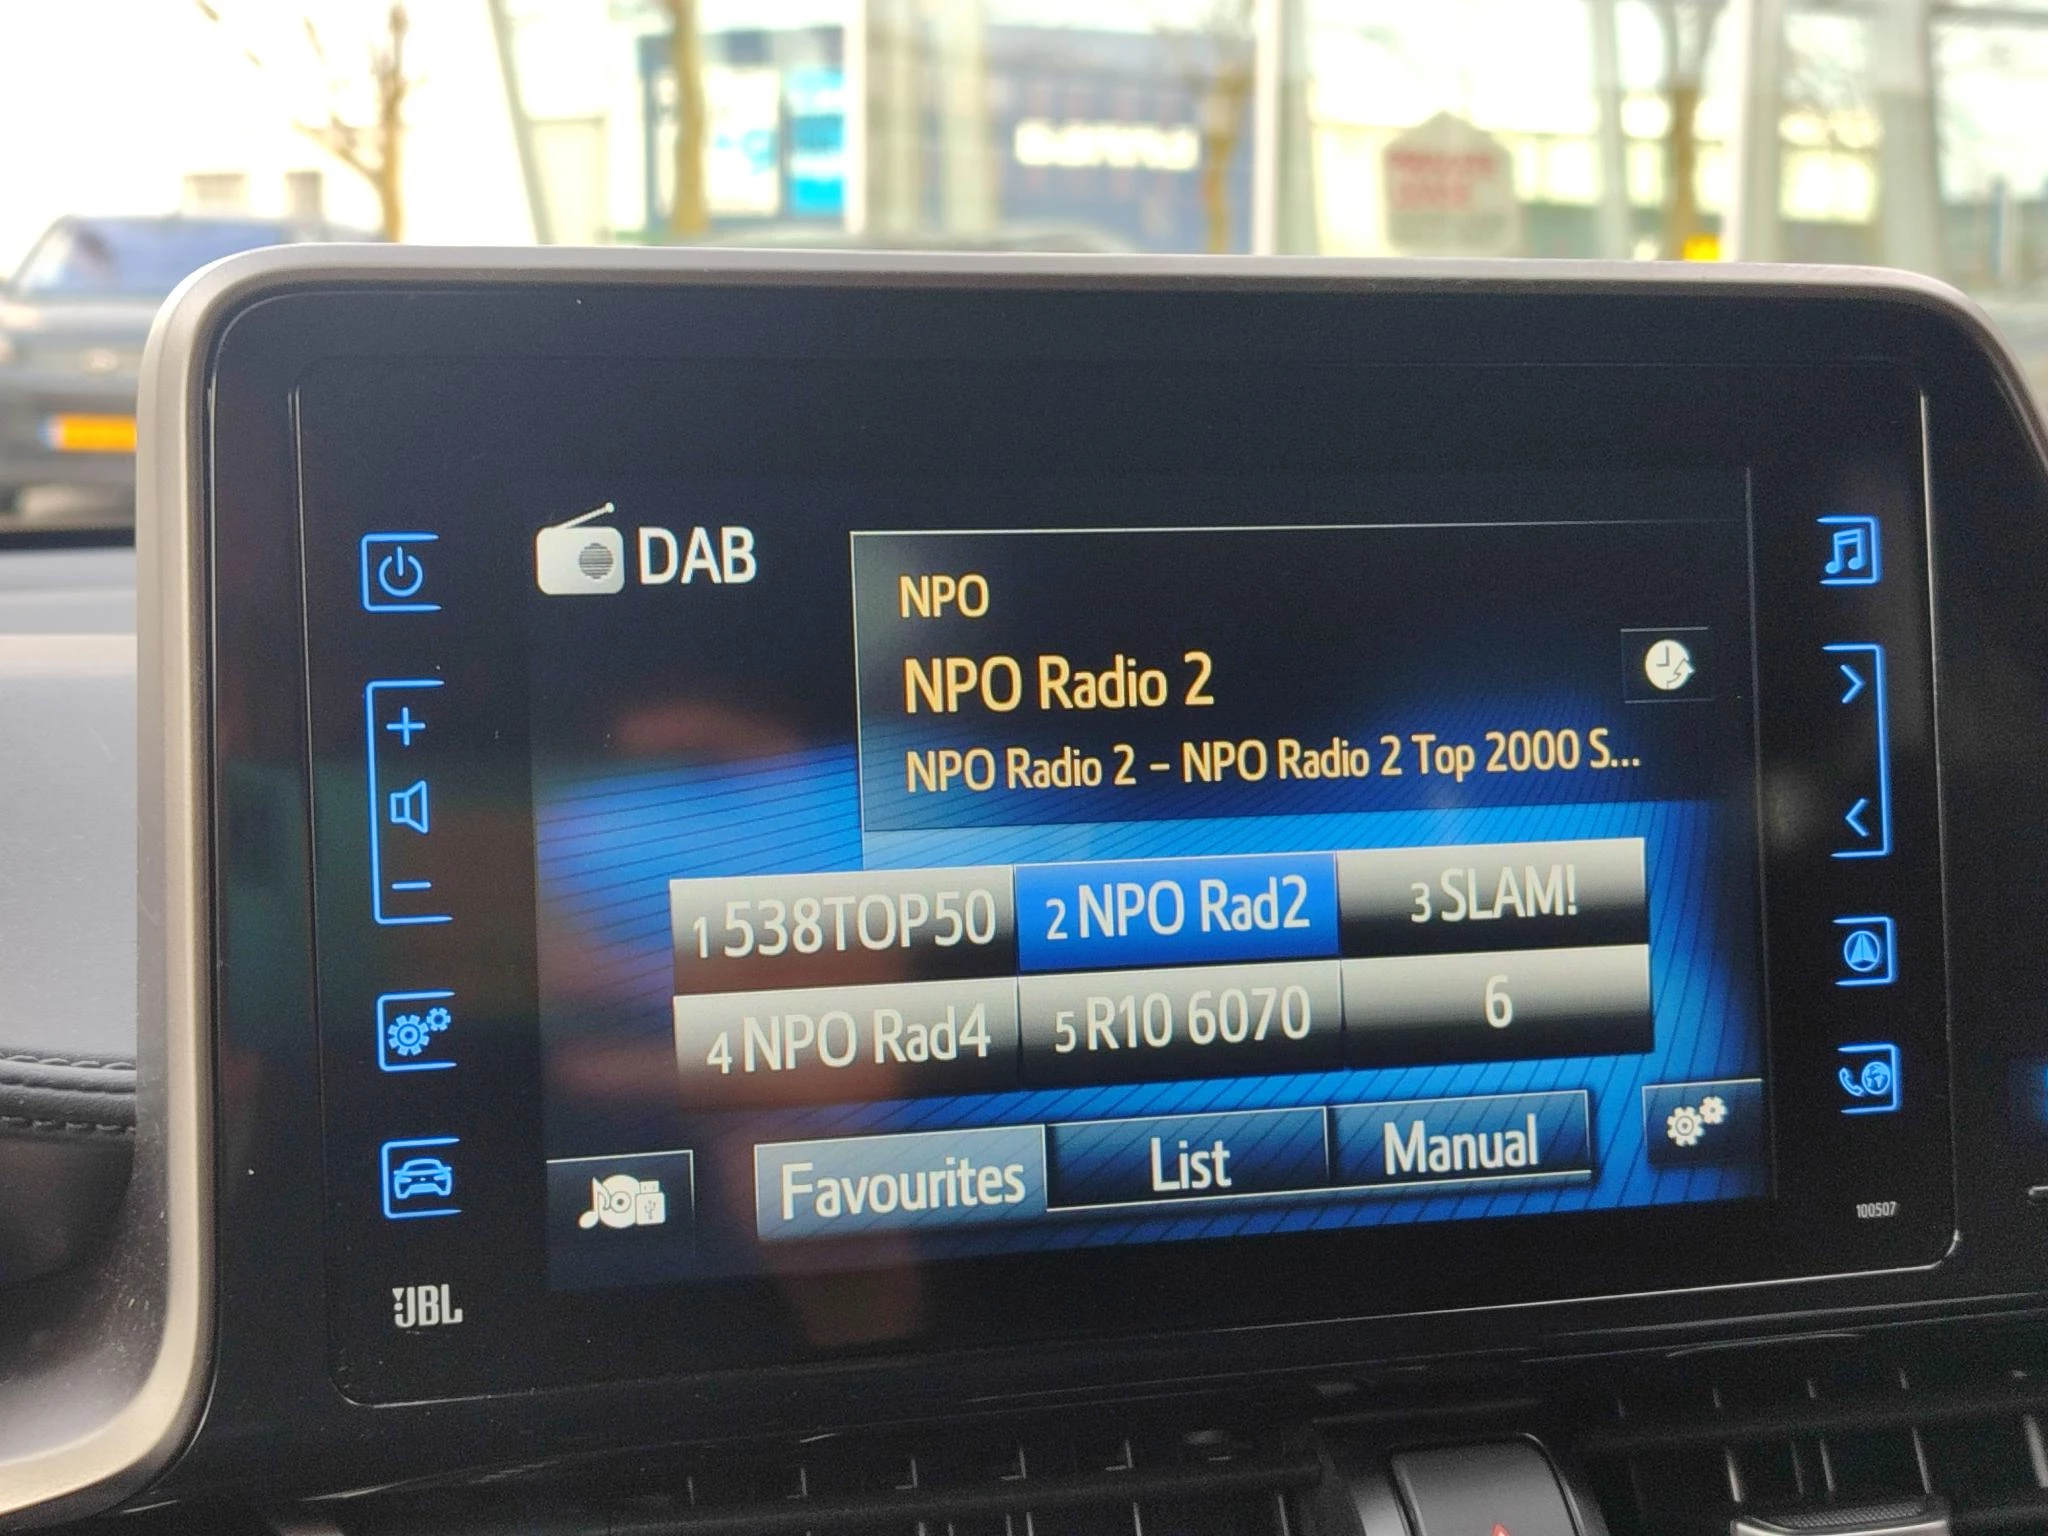 DAB
NPO
NPO Radio 2
NPO Radio 2 - NPO Radio 2 Top 2000 S...
1 538TOP50
2 NPO Rad2
3 SLAM!
4 NPO Rad4
5 R10 6070
6
Favourites
List
Manual
100507
JBL